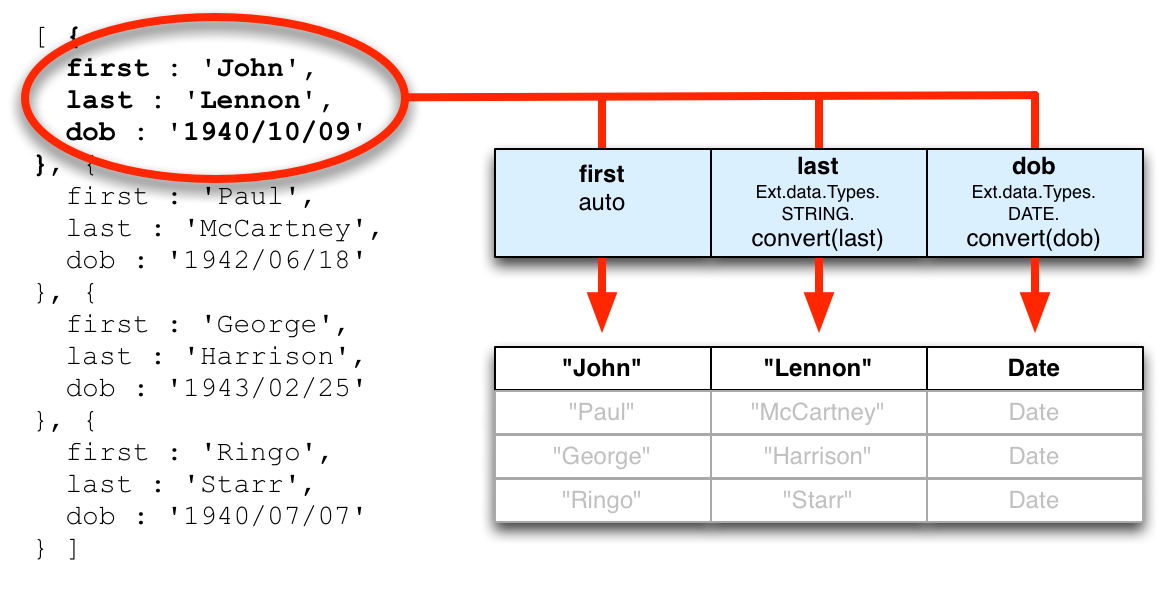 [ {
first : 'John',
last : 'Lennon',
dob : '1940/10/09'
}, {
first : 'Paul',
last : 'McCartney',
dob : '1942/06/18'
}, {
first : 'George',
last : 'Harrison',
dob : '1943/02/25'
}, {
first : 'Ringo',
last : 'Starr',
dob : '1940/07/07'
} ]
first
auto
last
Ext.data.Types.
STRING.
convert(last)
dob
Ext.data.Types.
DATE.
convert(dob)
"John" "Lennon" Date
"Paul" "McCartney" Date
"George" "Harrison" Date
"Ringo" "Starr" Date